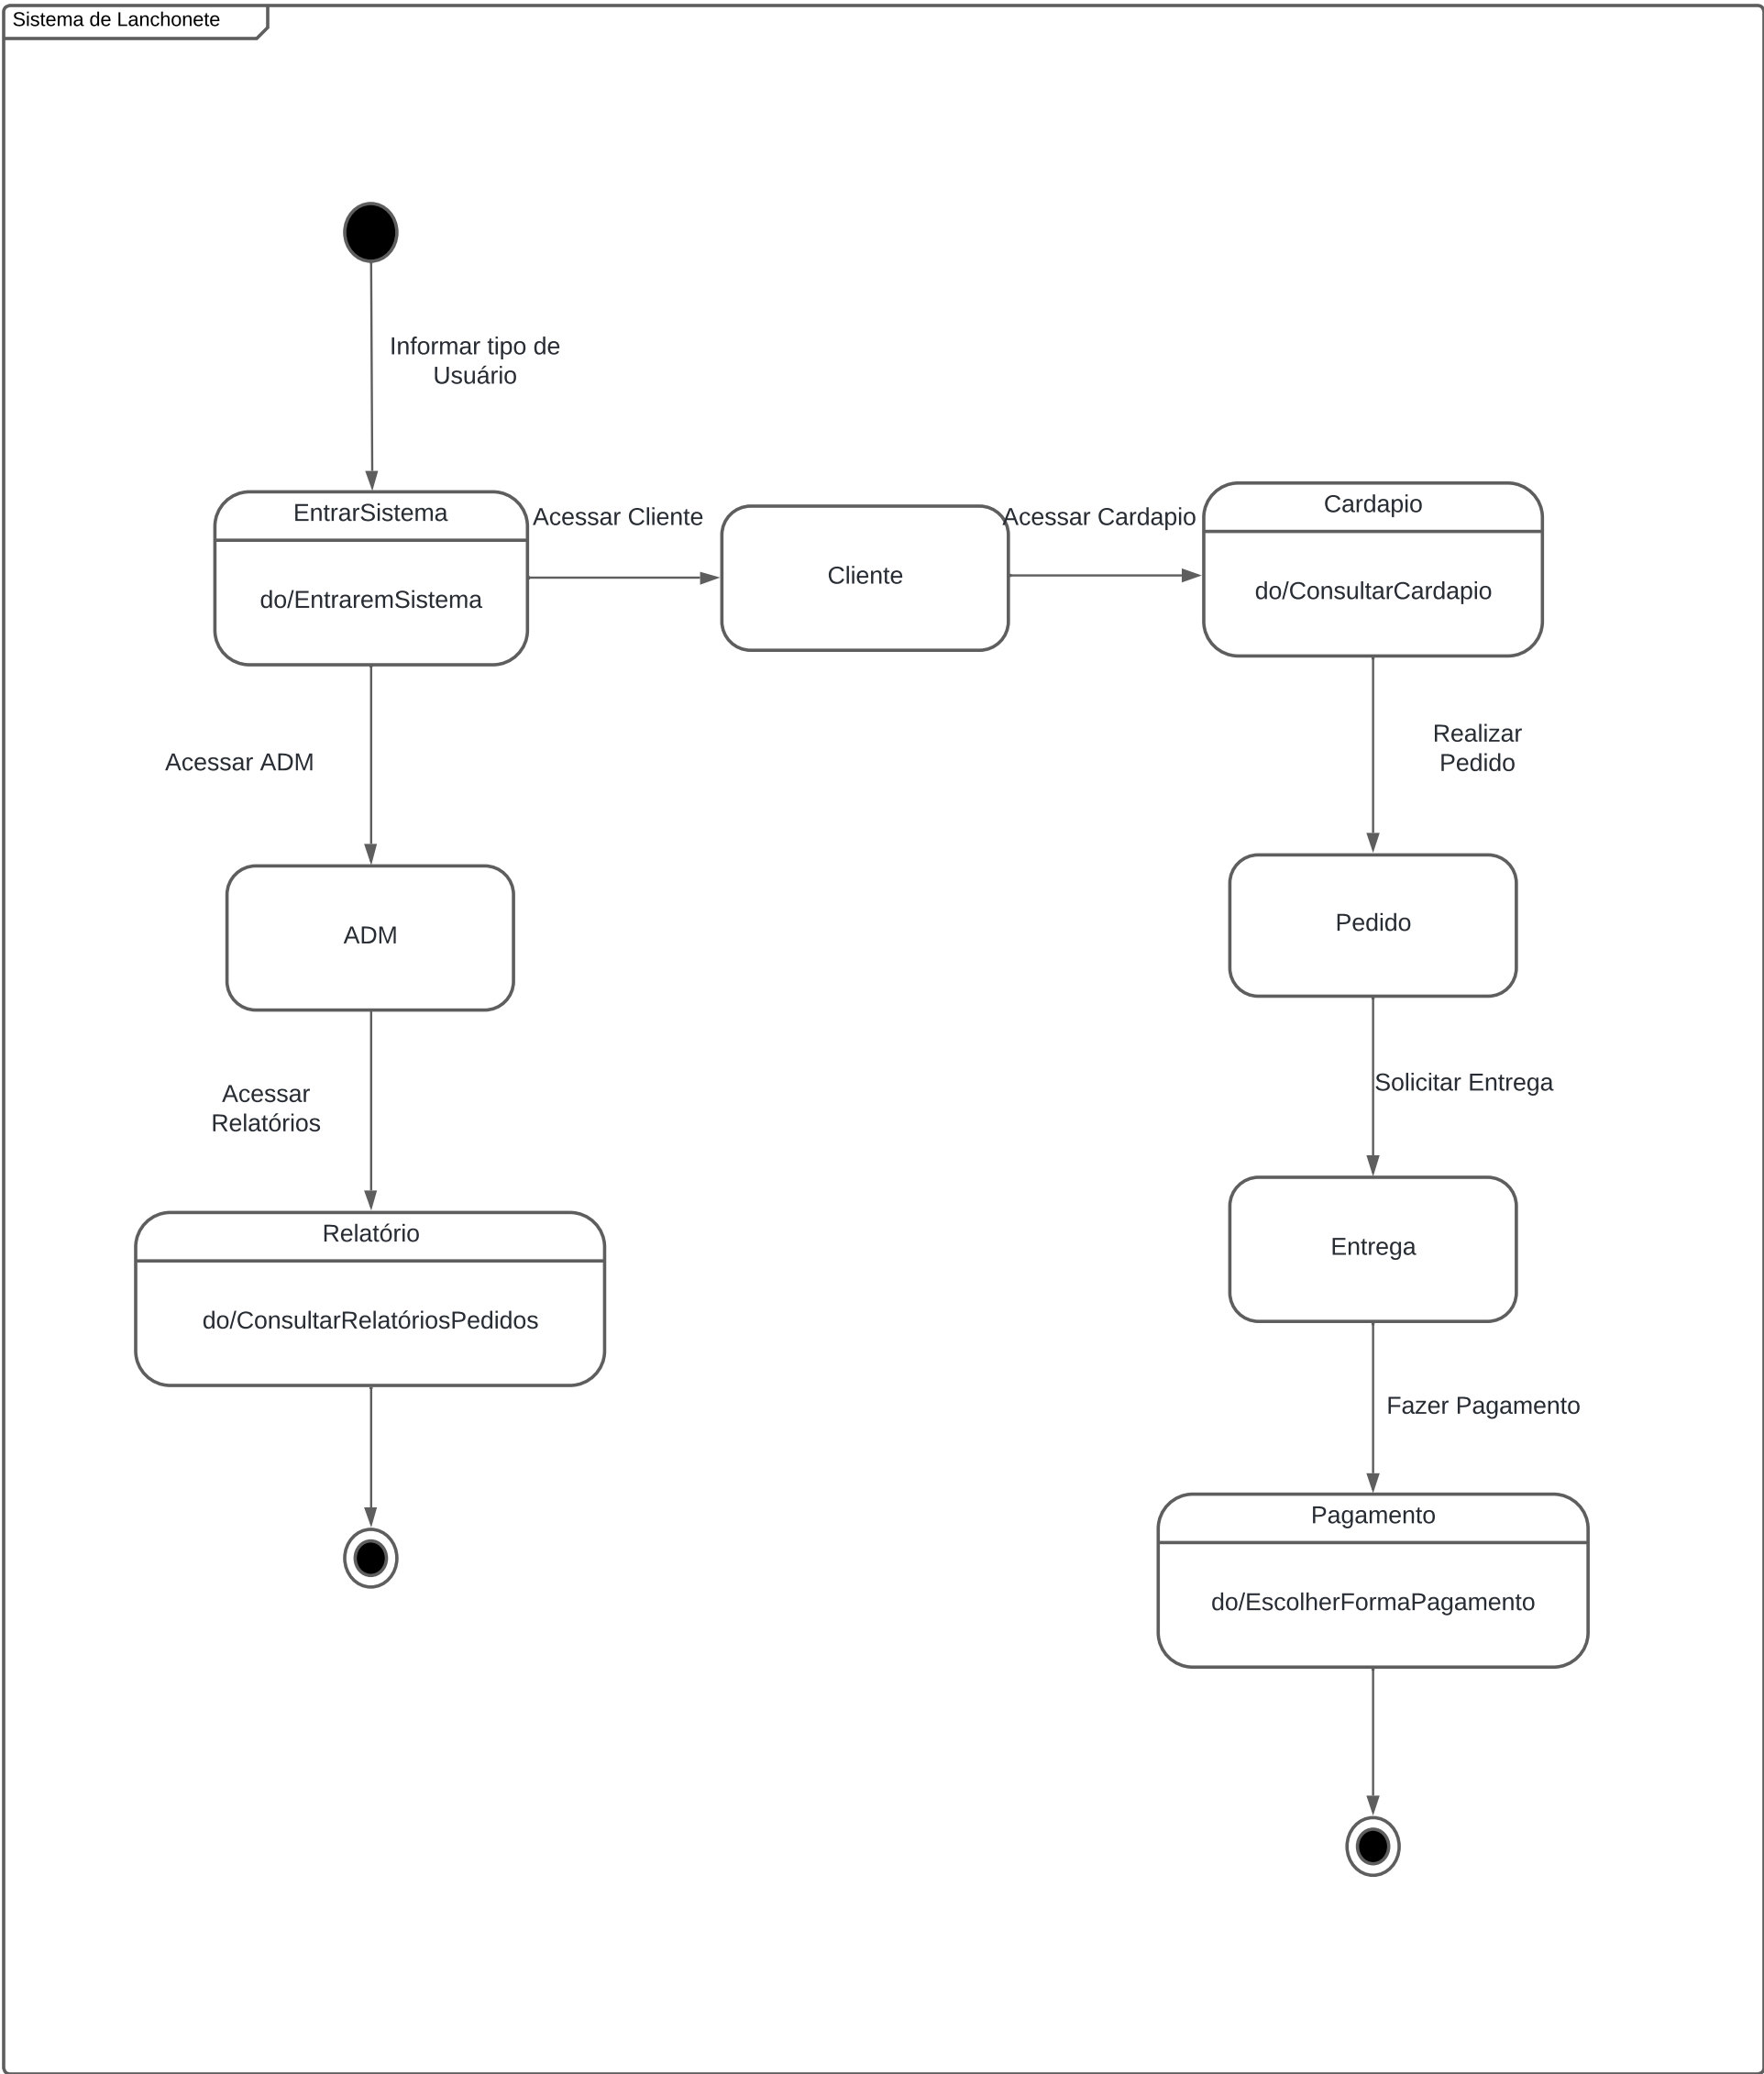 Sistema de Lanchonete
Informar tipo de
Usuário
EntrarSistema
do/EntraremSistema
Acessar Cliente
Cliente
Acessar Cardapio
Cardapio
do/ConsultarCardapio
Acessar ADM
ADM
Acessar
Relatórios
Relatório
do/ConsultarRelatóriosPedidos
Realizar
Pedido
Pedido
Solicitar Entrega
Entrega
Fazer Pagamento
Pagamento
do/EscolherFormaPagamento